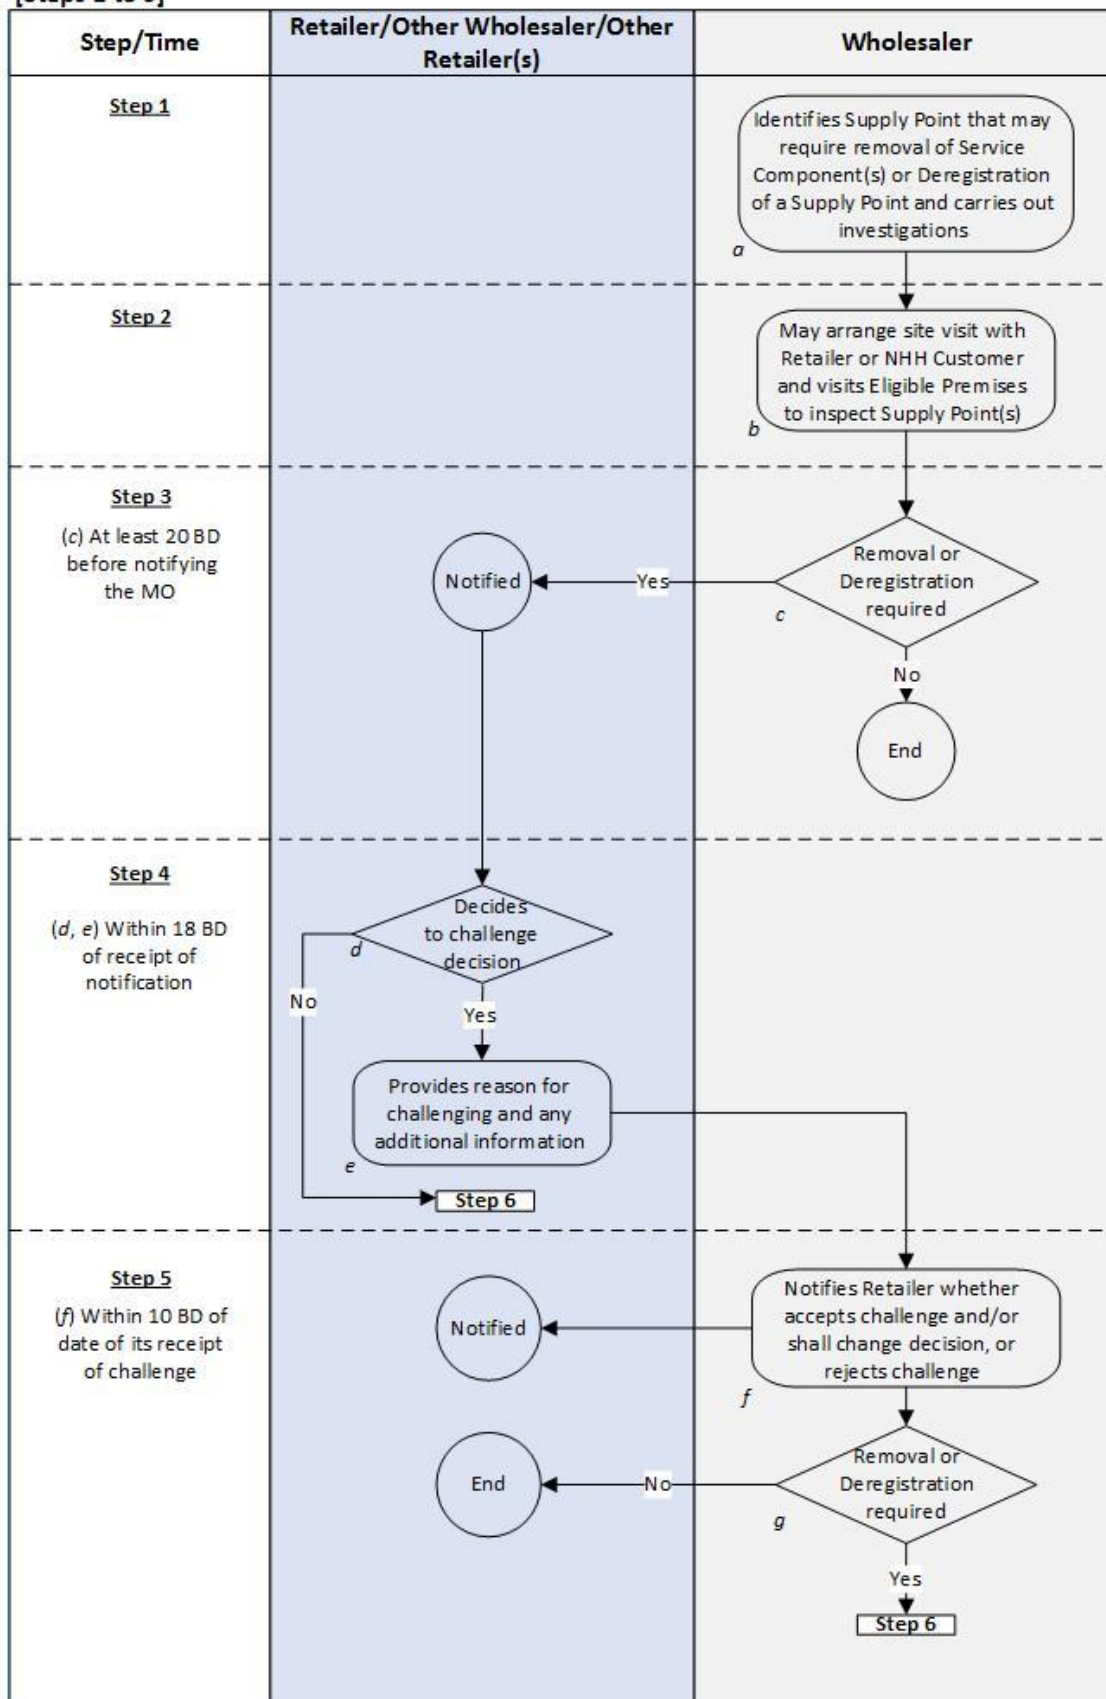 [Steps 1 to 5]
Step/Time
Retailer/Other Wholesaler/Other
Retailer(s)
Wholesaler
Step 1
Identifies Supply Point that may
require removal of Service
Component(s) or Deregistration
of a Supply Point and carries out
investigations
a
Step 2
May arrange site visit with
Retailer or NHH Customer
and visits Eligible Premises
to inspect Supply Point(s)
b
Step 3
(c) At least 20 BD
before notifying
the MO
Notified
Yes
Removal or
Deregistration
required
c
No
End
Step 4
(d, e) Within 18 BD
of receipt of
notification
Decides
to challenge
decision
d
No
Yes
Provides reason for
challenging and any
additional information
e
Step 6
Step 5
(f) Within 10 BD of
date of its receipt
of challenge
Notified
Notifies Retailer whether
accepts challenge and/or
shall change decision, or
rejects challenge
f
End
No
Removal or
Deregistration
required
g
Yes
Step 6